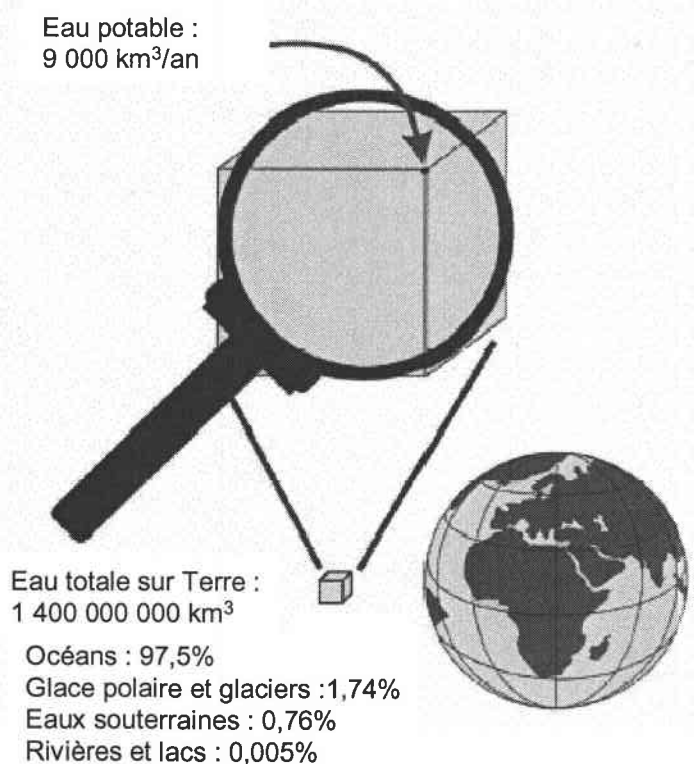 Eau potable :
9 000 km³/an
Eau totale sur Terre :
1 400 000 000 km³
Océans : 97,5%
Glace polaire et glaciers :1,74%
Eaux souterraines : 0,76%
Rivières et lacs : 0,005%